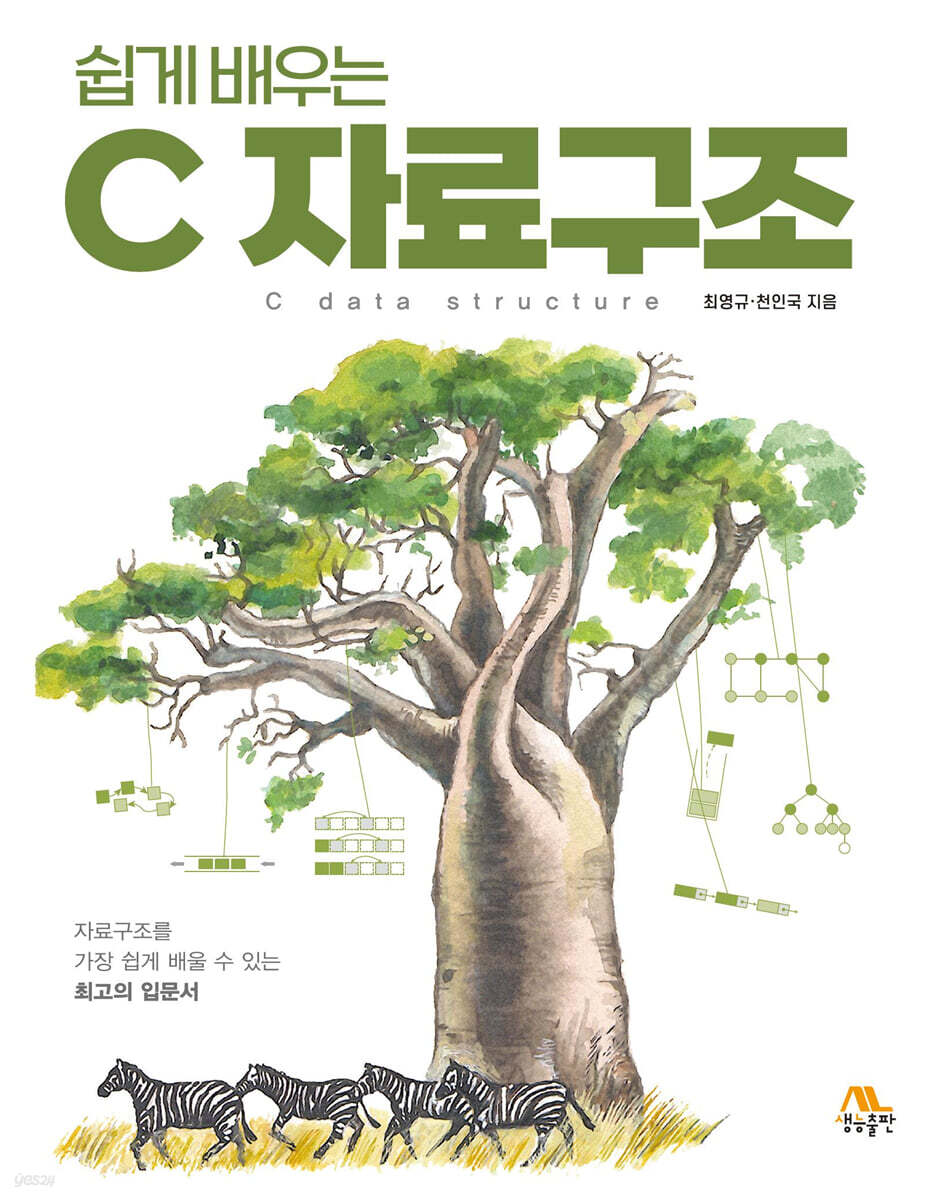 쉽게 배우는
C 자료구조
C data structure 최영규·천인국 지음
자료구조를
가장 쉽게 배울 수 있는
최고의 입문서
생능출판
yes24